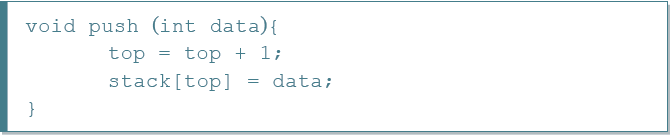 void push (int data){
top = top + 1;
stack[top] = data;
}